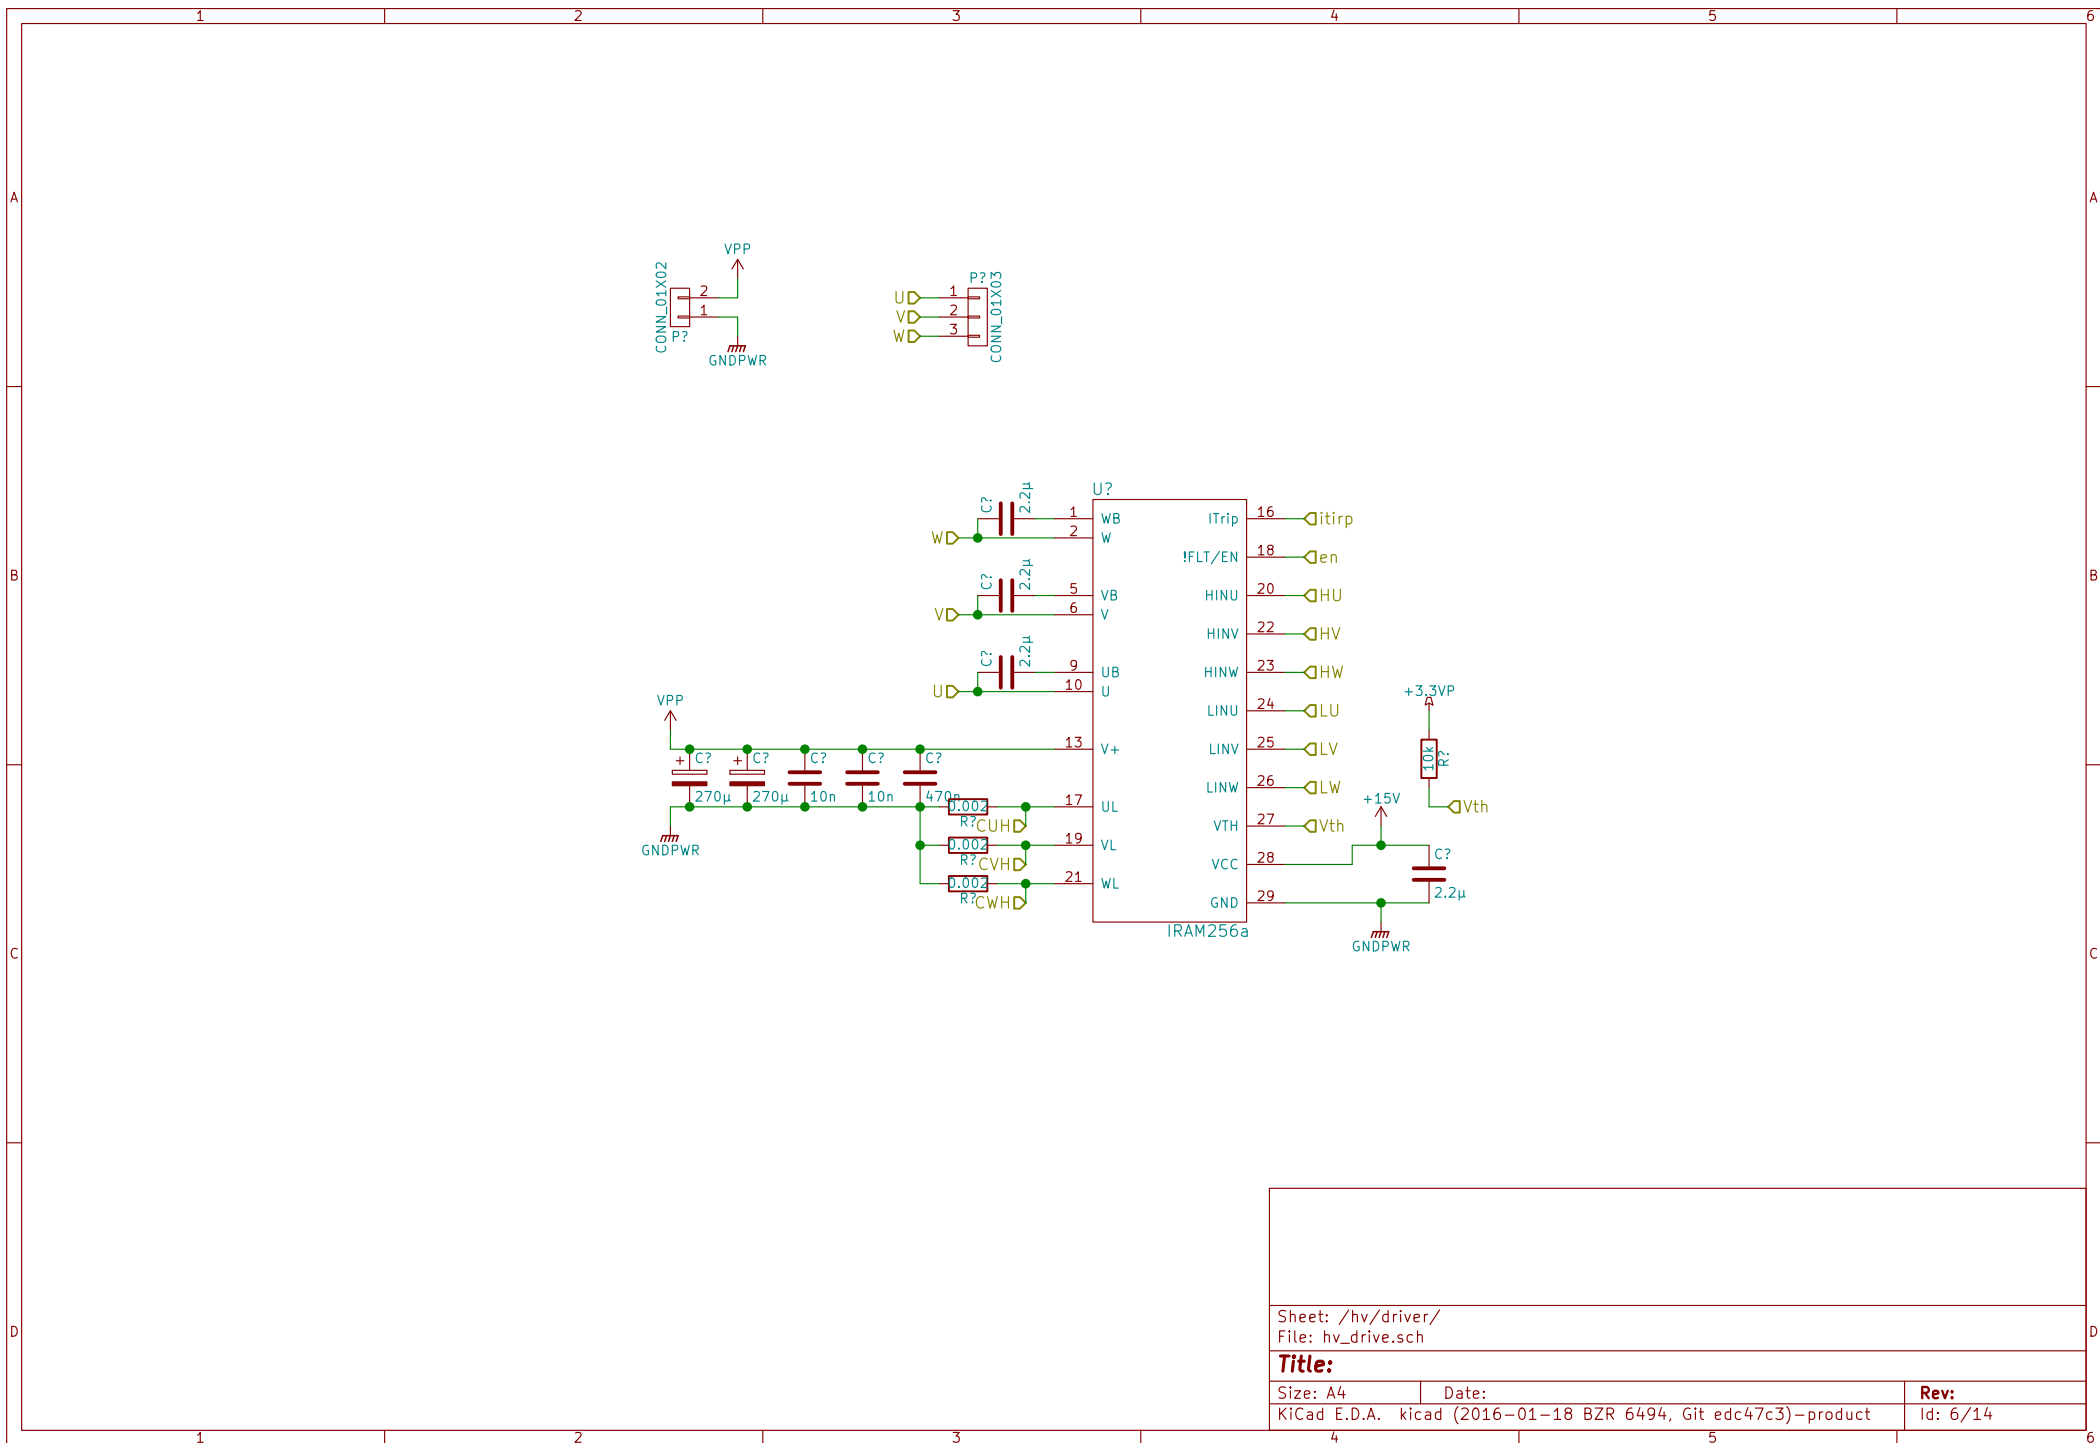 1 2 3 4 5 6
A A
VPP
CONN_01X02
2
1
P?
GNDPWR
P?
CONN_01X03
U 1
V 2
W 3
B B
U?
C? 2.2µ
1 WB
W 2 W
C? 2.2µ
5 VB
V 6 V
C? 2.2µ
9 UB
U 10 U
VPP
13 V+
+ C? + C? C? C? C?
270µ 270µ 10n 10n 470n
GNDPWR
0.002 17 UL
R? CUH
0.002 19 VL
R? CVH
0.002 21 WL
R? CWH
ITrip 16 itirp
!FLT/EN 18 en
HINU 20 HU
HINV 22 HV
HINW 23 HW
LINU 24 LU
LINV 25 LV
LINW 26 LW
VTH 27 Vth
VCC 28
GND 29
IRAM256a
+3.3VP
10k
R?
Vth
+15V
C?
2.2µ
GNDPWR
C C
D D
Sheet: /hv/driver/
File: hv_drive.sch
Title:
Size: A4 Date: Rev:
KiCad E.D.A. kicad (2016-01-18 BZR 6494, Git edc47c3)-product Id: 6/14
1 2 3 4 5 6